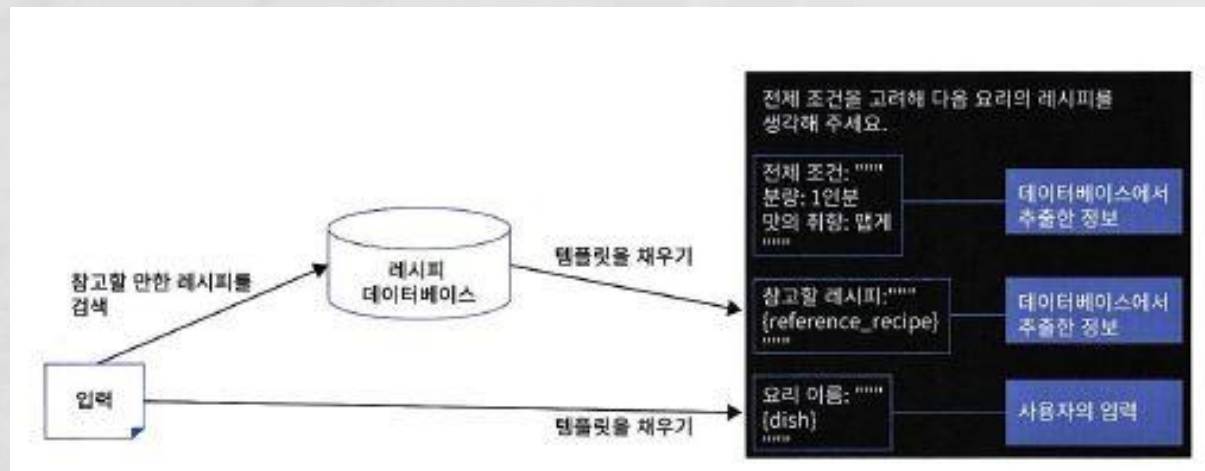 전제 조건을 고려해 다음 요리의 레시피를
생각해 주세요.
전제 조건: """
분량: 1인분
맛의 취향: 맵게
"""
데이터베이스에서
추출한 정보
참고할 만한 레시피를
검색
레시피
데이터베이스
템플릿을 채우기
참고할 레시피:"""
{reference_recipe}
"""
데이터베이스에서
추출한 정보
입력
템플릿을 채우기
요리 이름: """
{dish}
"""
사용자의 입력